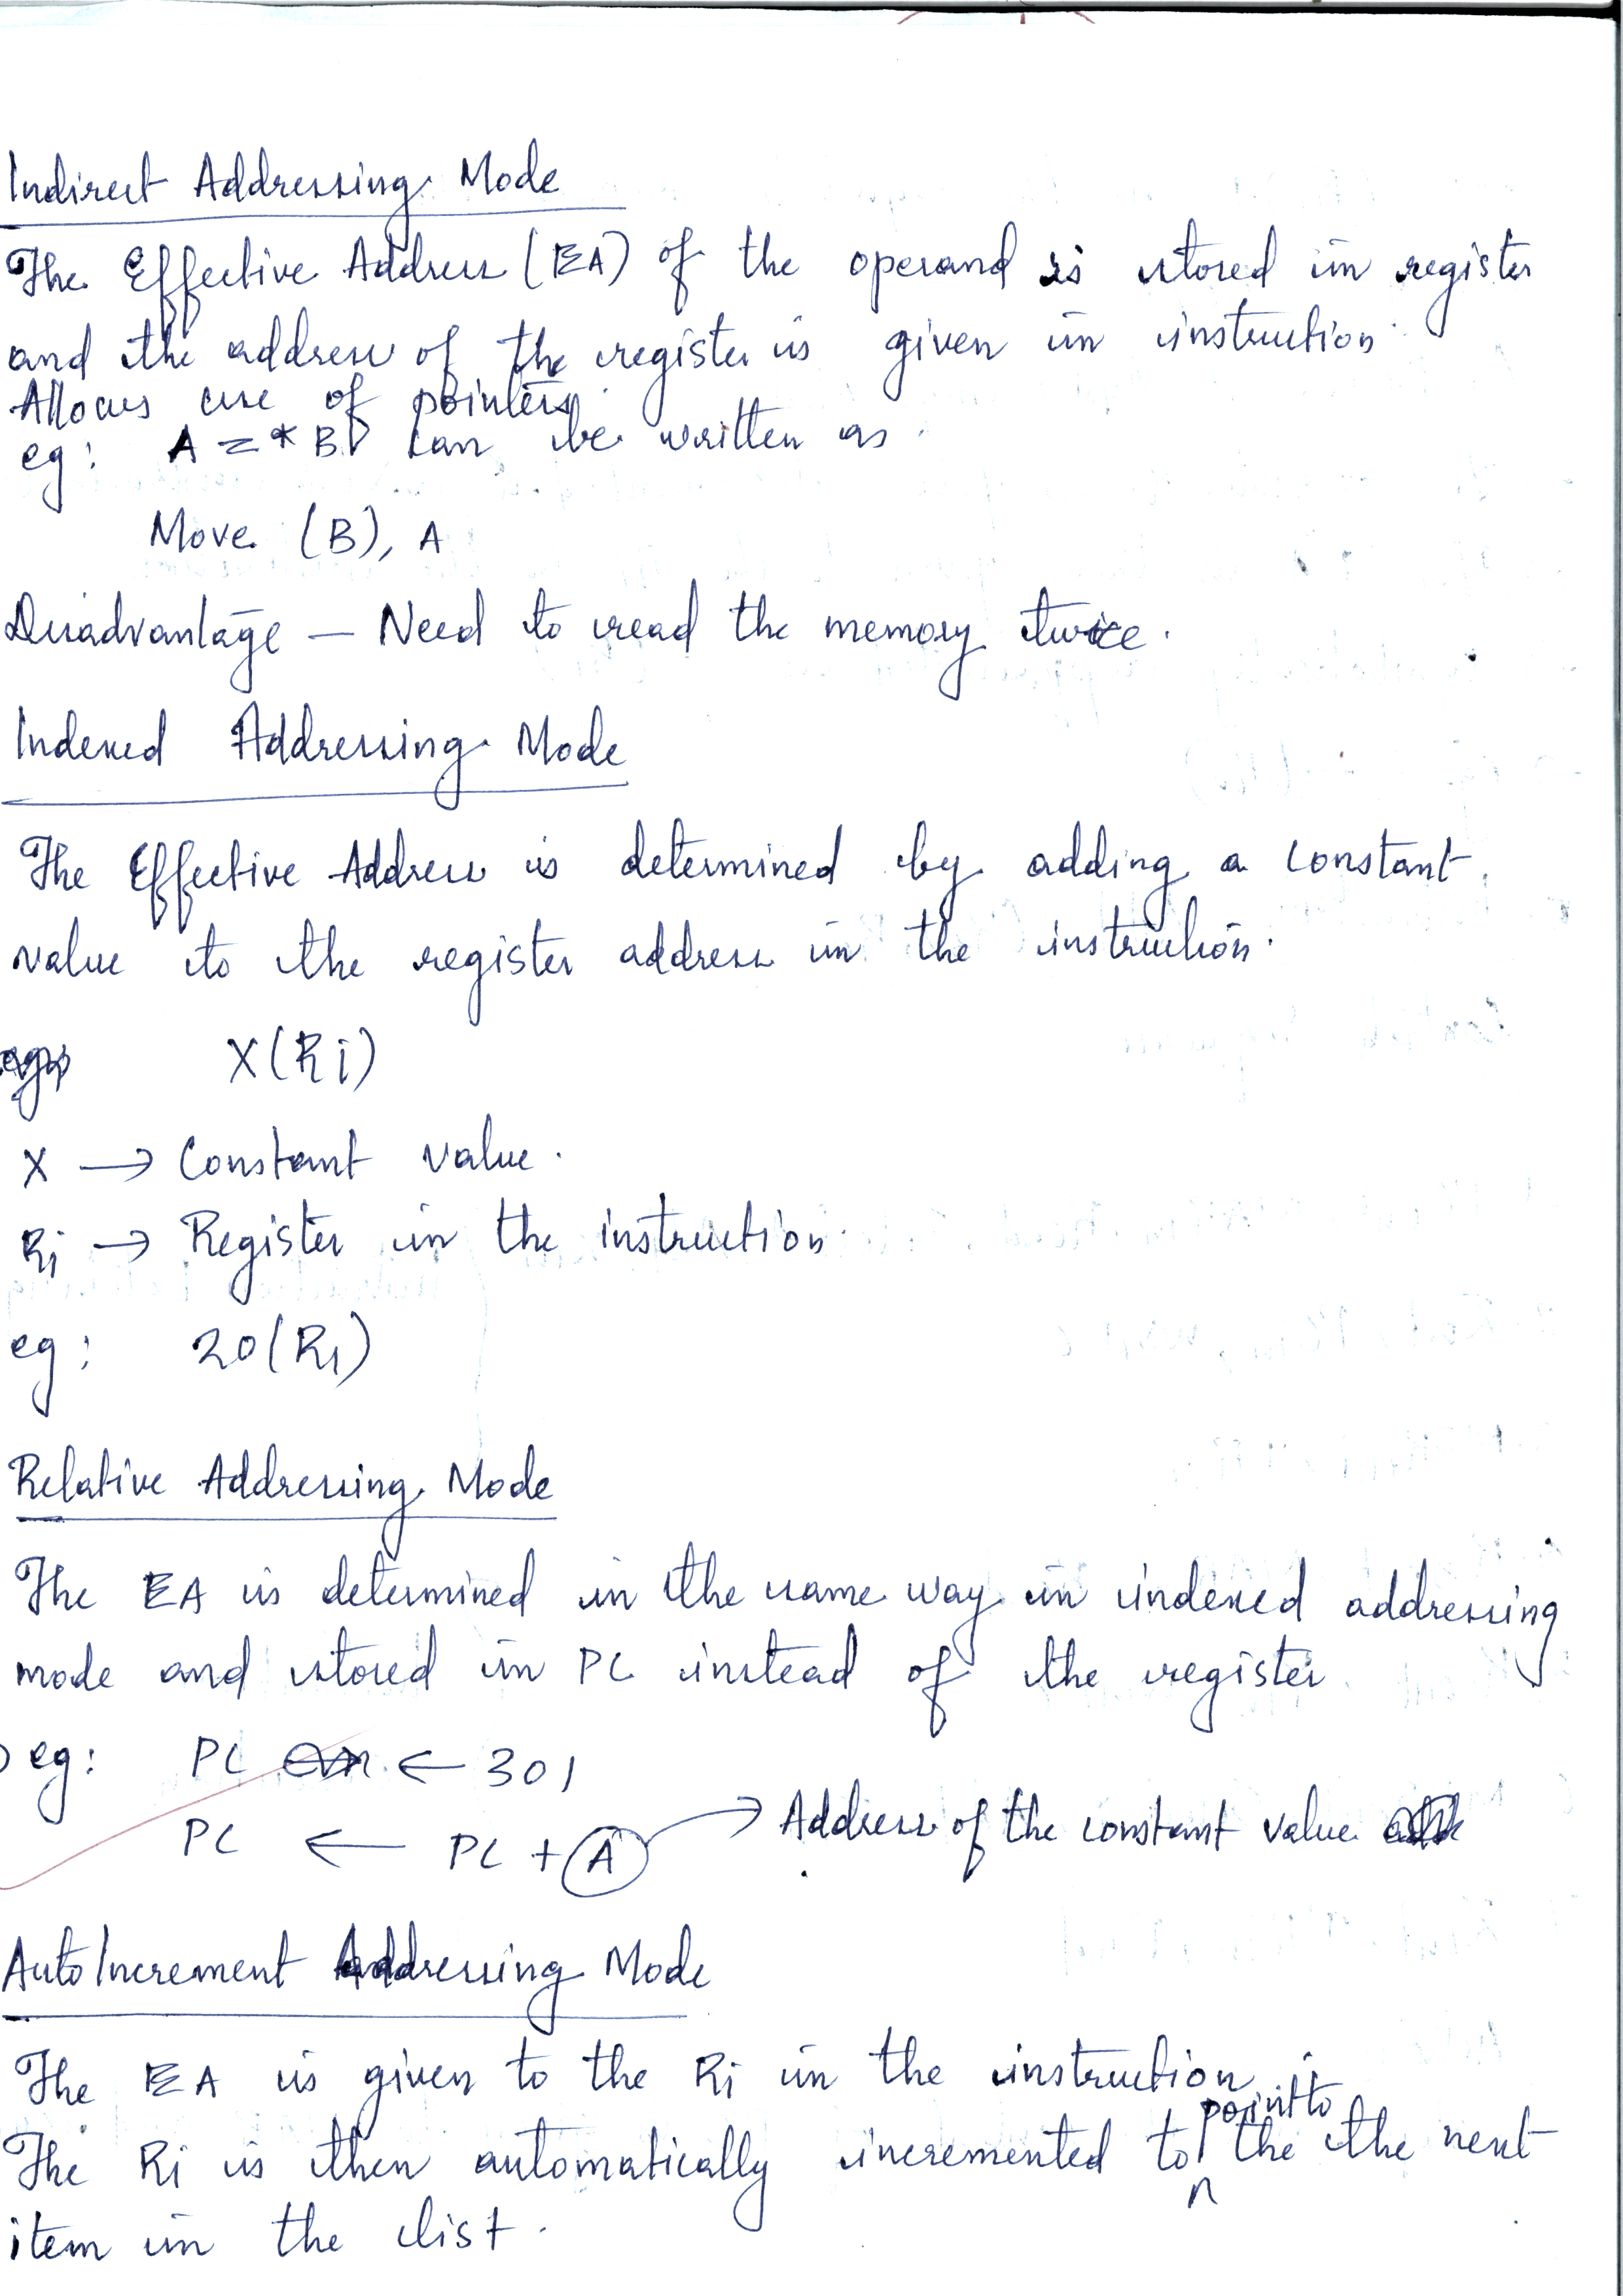 Indirect Addressing Mode
The Effective Address (EA) of the operand is stored in register
and the address of the register is given in instruction
Allows use of pointers
eg: A = *B can be written as
Move (B), A
Disadvantage — Need to read the memory twice.
Indexed Addressing Mode
The Effective Address is determined by adding a constant
value to the register address in the instruction.
X(Ri)
X → Constant value.
Ri → Register in the instruction
eg: 20(R1)
Relative Addressing Mode
The EA is determined in the same way in indexed addressing
mode and stored in PC instead of the register
eg: PC ← 301
PC ← PC + A → Address of the constant value
AutoIncrement Addressing Mode
The EA is given to the Ri in the instruction.
The Ri is then automatically incremented to point to the the next
item in the list.